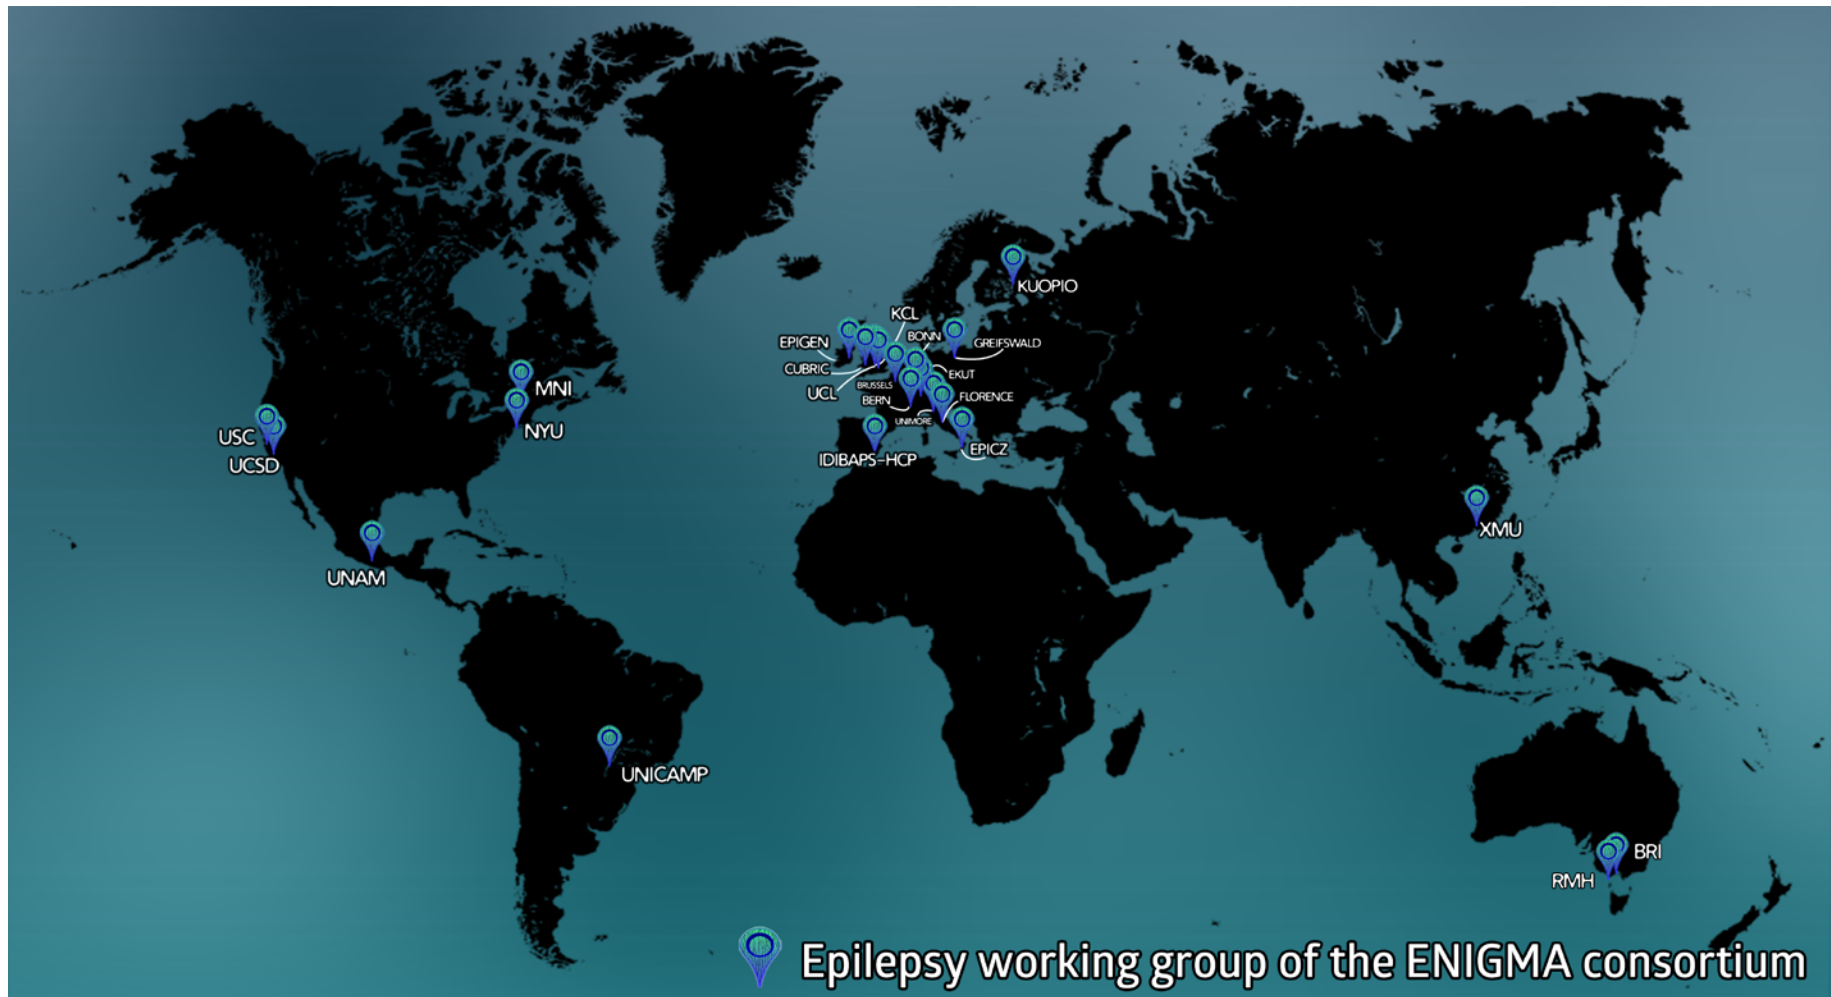 KUOPIO
KCL
BONN
EPIGEN
GREIFSWALD
CUBRIC
EKUT
BRUSSELS
UCL
MNI
BERN
FLORENCE
UNIMORE
NYU
USC
EPICZ
IDIBAPS-HCP
UCSD
XMU
UNAM
UNICAMP
BRI
RMH
Epilepsy working group of the ENIGMA consortium